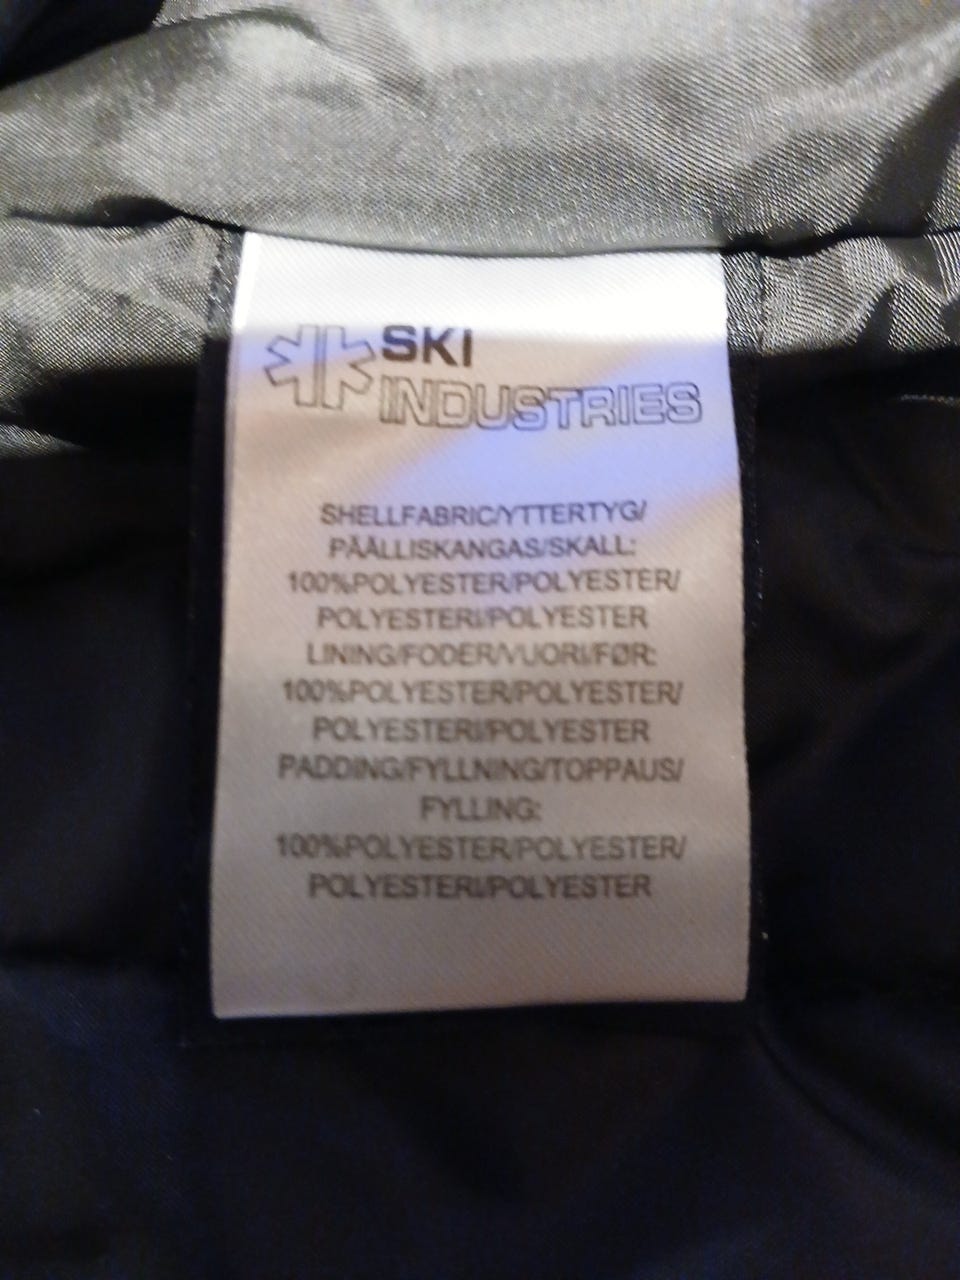 SKI
INDUSTRIES
SHELLFABRIC/YTTERTYG/
PÄÄLLISKANGAS/SKALL:
100%POLYESTER/POLYESTER/
POLYESTERI/POLYESTER
LINING/FODER/VUORI/FØR:
100%POLYESTER/POLYESTER/
POLYESTERI/POLYESTER
PADDING/FYLLNING/TOPPAUS/
FYLLING:
100%POLYESTER/POLYESTER/
POLYESTERI/POLYESTER